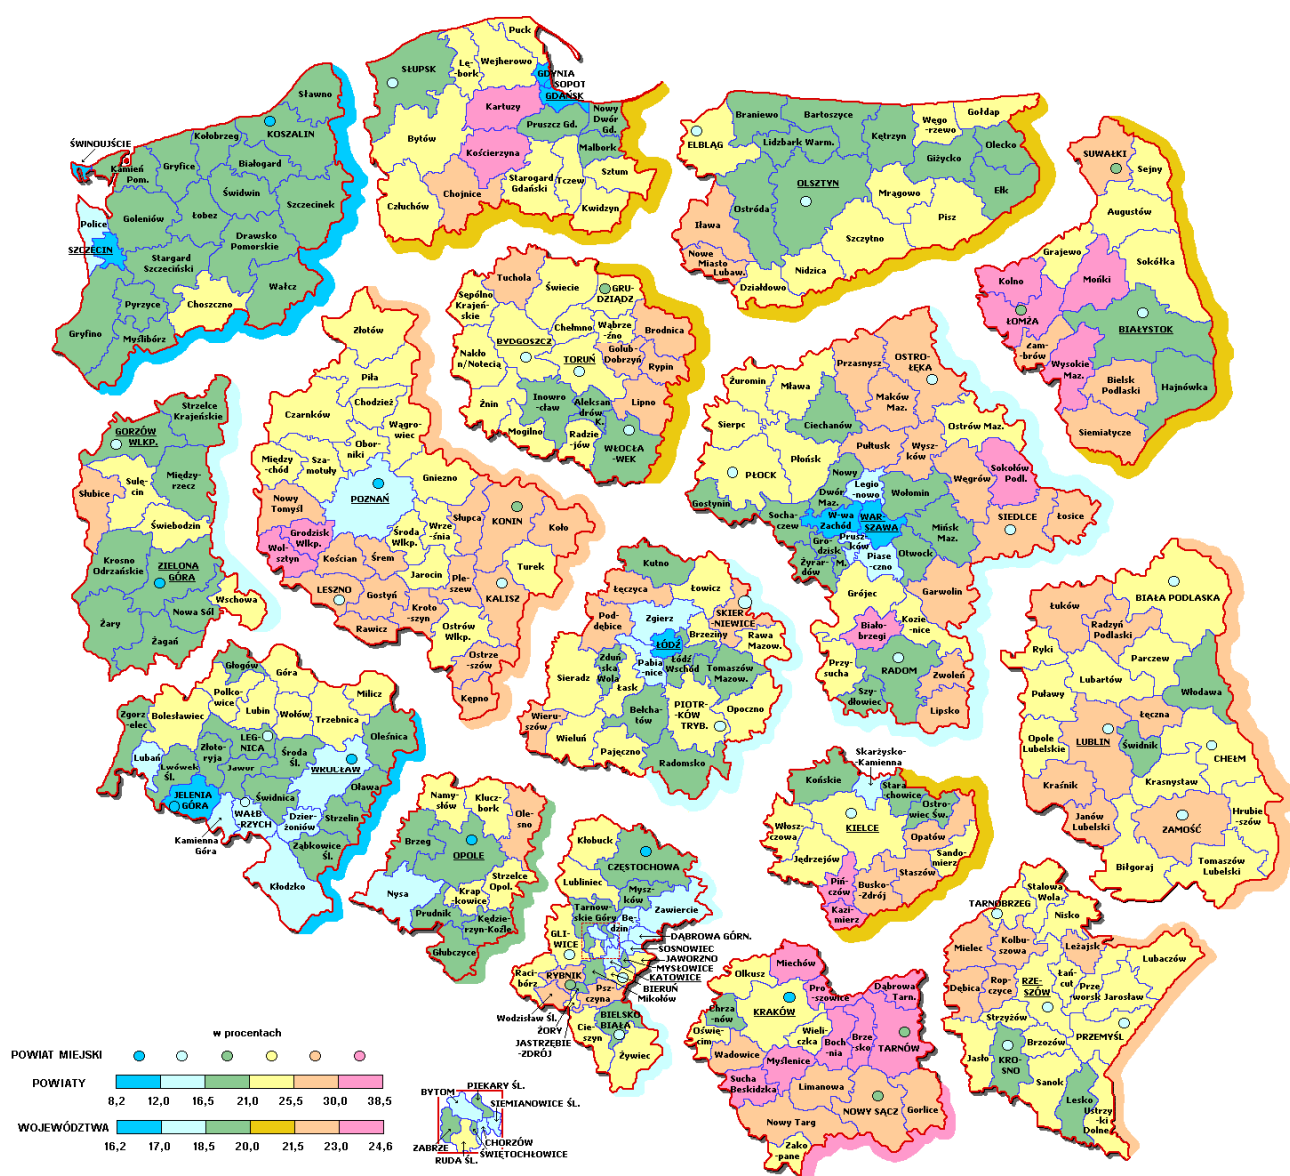 Puck
SŁUPSK
Lę-
bork
Wejherowo
GDYNIA
SOPOT
GDAŃSK
Kartuzy
Nowy
Dwór
Gd.
Pruszcz Gd.
Bytów
Kościerzyna
Malbork
Starogard
Gdański
Tczew
Sztum
Chojnice
Człuchów
Kwidzyn
Sławno
KOSZALIN
Kołobrzeg
ŚWINOUJŚCIE
Kamień
Pom.
Gryfice
Białogard
Świdwin
Szczecinek
Goleniów
Łobez
Police
SZCZECIN
Drawsko
Pomorskie
Stargard
Szczeciński
Wałcz
Choszczno
Pyrzyce
Gryfino
Myślibórz
ELBLĄG
Braniewo
Bartoszyce
Lidzbark Warm.
Kętrzyn
Węgo-
rzewo
Gołdap
Olecko
Giżycko
OLSZTYN
Ełk
Mrągowo
Ostróda
Pisz
Iława
Szczytno
Nowe
Miasto
Lubaw.
Nidzica
Działdowo
SUWAŁKI
Sejny
Augustów
Grajewo
Sokółka
Kolno
Mońki
ŁOMŻA
BIAŁYSTOK
Zam-
brów
Wysokie
Maz.
Bielsk
Podlaski
Hajnówka
Siemiatycze
Tuchola
Sępólno
Krajeń-
skie
Świecie
GRU-
DZIĄDZ
Chełmno
Wąbrze-
źno
Brodnica
BYDGOSZCZ
Nakło
n/Notecią
TORUŃ
Golub
Dobrzyń
Rypin
Inowro-
cław
Aleksan-
drów
K.
Lipno
Żnin
Mogilno
Radzie-
jów
WŁOCŁA-
WEK
Złotów
Piła
Chodzież
Czarnków
Wągro-
wiec
Obor-
niki
Między-
chód
Sza-
motuły
Gniezno
Nowy
Tomyśl
POZNAŃ
Grodzisk
Wlkp.
Wol-
sztyn
Środa
Wlkp.
Wrze-
śnia
Słupca
KONIN
Koło
Kościan
Śrem
Jarocin
Turek
LESZNO
Gostyń
Ple-
szew
KALISZ
Kroto-
szyn
Rawicz
Ostrów
Wlkp.
Ostrze-
szów
Kępno
Strzelce
Krajeńskie
GORZÓW
WLKP.
Słubice
Sulę-
cin
Między-
rzecz
Świebodzin
Krosno
Odrzańskie
ZIELONA
GÓRA
Nowa Sól
Wschowa
Żary
Żagań
Przasnysz
OSTRO-
ŁĘKA
Żuromin
Mława
Maków
Maz.
Sierpc
Ciechanów
Ostrów Maz.
Pułtusk
Wysz-
ków
PŁOCK
Płońsk
Nowy
Dwór
Maz.
Legio-
nowo
Wołomin
Węgrów
Sokołów
Podl.
Gostynin
Socha-
czew
W-wa
Zachód
WAR-
SZAWA
Mińsk
Maz.
SIEDLCE
Łosice
Prusz-
ków
Gro-
dzisk
M.
Otwock
Piase-
czno
Żyrar-
dów
Garwolin
Grójec
Biało-
brzegi
Kozie-
nice
Przy-
sucha
RADOM
Zwoleń
Szy-
dłowiec
Lipsko
Kutno
Łęczyca
Łowicz
Pod-
dębice
Zgierz
SKIER-
NIEWICE
Brzeziny
ŁÓDŹ
Rawa
Mazow.
Sieradz
Zduń
ska
Wola
Pabia-
nice
Łódź
Wschód
Tomaszów
Mazow.
Łask
Bełcha-
tów
PIOTR-
KÓW
TRYB.
Opoczno
Wieru-
szów
Wieluń
Pajęczno
Radomsko
BIAŁA PODLASKA
Łuków
Radzyń
Podlaski
Ryki
Parczew
Włodawa
Puławy
Lubartów
Łęczna
Opole
Lubelskie
LUBLIN
Świdnik
CHEŁM
Krasnystaw
Kraśnik
Janów
Lubelski
ZAMOŚĆ
Hrubie-
szów
Biłgoraj
Tomaszów
Lubelski
Głogów
Góra
Milicz
Polko-
wice
Zgorz-
elec
Bolesławiec
Lubin
Wołów
Trzebnica
Lubań
Złoto-
ryja
LEG-
NICA
Środa
Śl.
Oleśnica
Lwówek
Śl.
Jawor
WROCŁAW
JELENIA
GÓRA
Świdnica
Oława
WAŁB
-RZYCH
Dzier-
żoniów
Strzelin
Kamienna
Góra
Ząbkowice
Śl.
Kłodzko
Namy-
słów
Klucz-
bork
Ole-
sno
Brzeg
OPOLE
Nysa
Krap-
kowice
Strzelce
Opol.
Prudnik
Kędzie-
rzyn-Koźle
Głubczyce
Kłobuck
CZĘSTOCHOWA
Lubliniec
Mysz-
ków
Tarnow-
skie Góry
Bę-
dzin
Zawiercie
GLI-
WICE
DĄBROWA GÓRN.
SOSNOWIEC
JAWORZNO
MYSŁOWICE
KATOWICE
BIERUŃ
Mikołów
Raci-
bórz
RYBNIK
Psz-
czyna
Wodzisław Śl.
ŻORY
JASTRZĘBIE
-ZDRÓJ
Cie-
szyn
BIELSKO
BIAŁA
Żywiec
Skarżysko-
Kamienna
Końskie
Stara
chowice
Ostro-
wiec Św.
Włosz-
czowa
KIELCE
Opatów
Jędrzejów
Sando-
mierz
Staszów
Piń-
czów
Busko-
-Zdrój
Kazi-
mierz
Miechów
Olkusz
Pro-
szowice
Dąbrowa
Tarn.
Chrza-
nów
KRAKÓW
Oświę-
cim
Wieli-
czka
Boch-
nia
Brze-
sko
TARNÓW
Wadowice
Myślenice
Sucha
Beskidzka
Limanowa
NOWY SĄCZ
Gorlice
Nowy Targ
Zako-
pane
Stalowa
Wola
TARNOBRZEG
Nisko
Mielec
Kolbu-
szowa
Leżajsk
Lubaczów
Dębica
Rop-
czyce
RZE-
SZÓW
Łań-
cut
Prze
worsk
Jarosław
Strzyżów
PRZEMYŚL
Jasło
KRO-
SNO
Brzozów
Sanok
Lesko
Ustrzy-
ki
Dolne
w procentach
POWIAT MIEJSKI
POWIATY
8,2 12,0 16,5 21,0 25,5 30,0 38,5
WOJEWÓDZTWA
16,2 17,0 18,5 20,0 21,5 23,0 24,6
PIEKARY ŚL.
BYTOM
SIEMIANOWICE ŚL.
CHORZÓW
ZABRZE
ŚWIĘTOCHŁOWICE
RUDA ŚL.